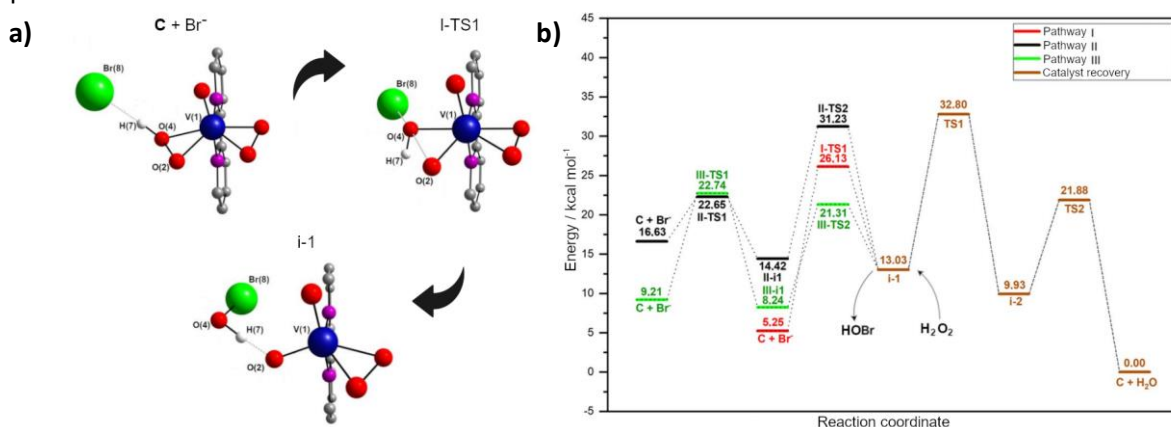 a)
C + Br⁻
I-TS1
Br(8)
H(7)
O(4)
O(2)
V(1)
Br(8)
V(1)
O(4)
H(7)
O(2)
i-1
Br(8)
O(4)
H(7)
V(1)
O(2)
b)
Pathway I
Pathway II
Pathway III
Catalyst recovery
Energy / kcal mol⁻¹
45
40
35
30
25
20
15
10
5
0
-5
C + Br⁻
16.63
9.21
C + Br⁻
III-TS1
22.74
22.65
II-TS1
14.42
II-i1
III-i1
8.24
5.25
C + Br⁻
II-TS2
31.23
I-TS1
26.13
21.31
III-TS2
13.03
i-1
HOBr
H₂O₂
32.80
TS1
9.93
i-2
21.88
TS2
0.00
C + H₂O
Reaction coordinate